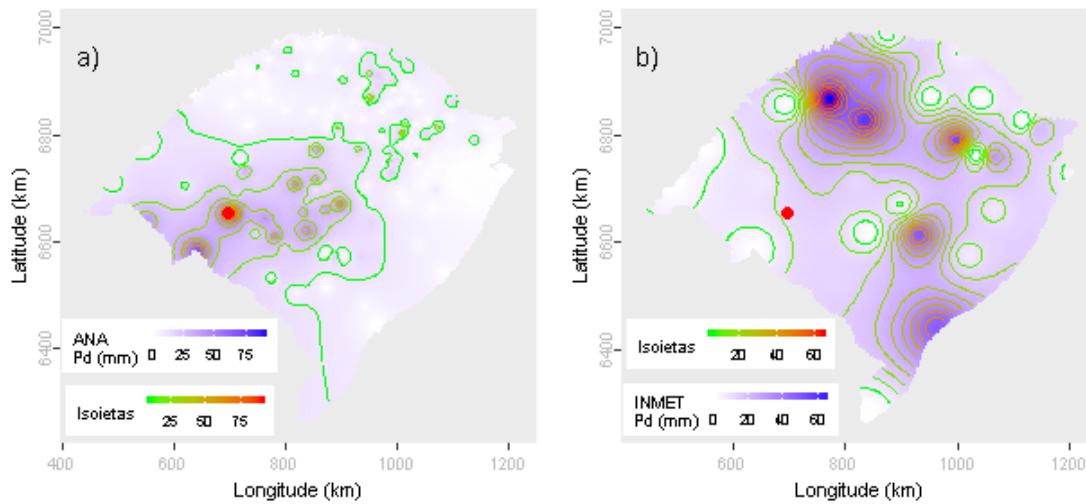 a)
7000
6800
6600
6400
Latitude (km)
ANA
Pd (mm) 0 25 50 75
Isoietas 25 50 75
400 600 800 1000 1200
Longitude (km)
b)
7000
6800
6600
6400
Latitude (km)
Isoietas 20 40 60
INMET
Pd (mm) 0 20 40 60
400 600 800 1000 1200
Longitude (km)